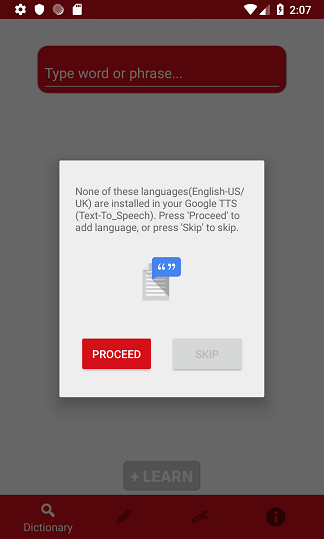 2:07
Type word or phrase...
None of these languages(English-US/
UK) are installed in your Google TTS
(Text-To_Speech). Press 'Proceed' to
add language, or press 'Skip' to skip.
PROCEED
SKIP
+ LEARN
Dictionary